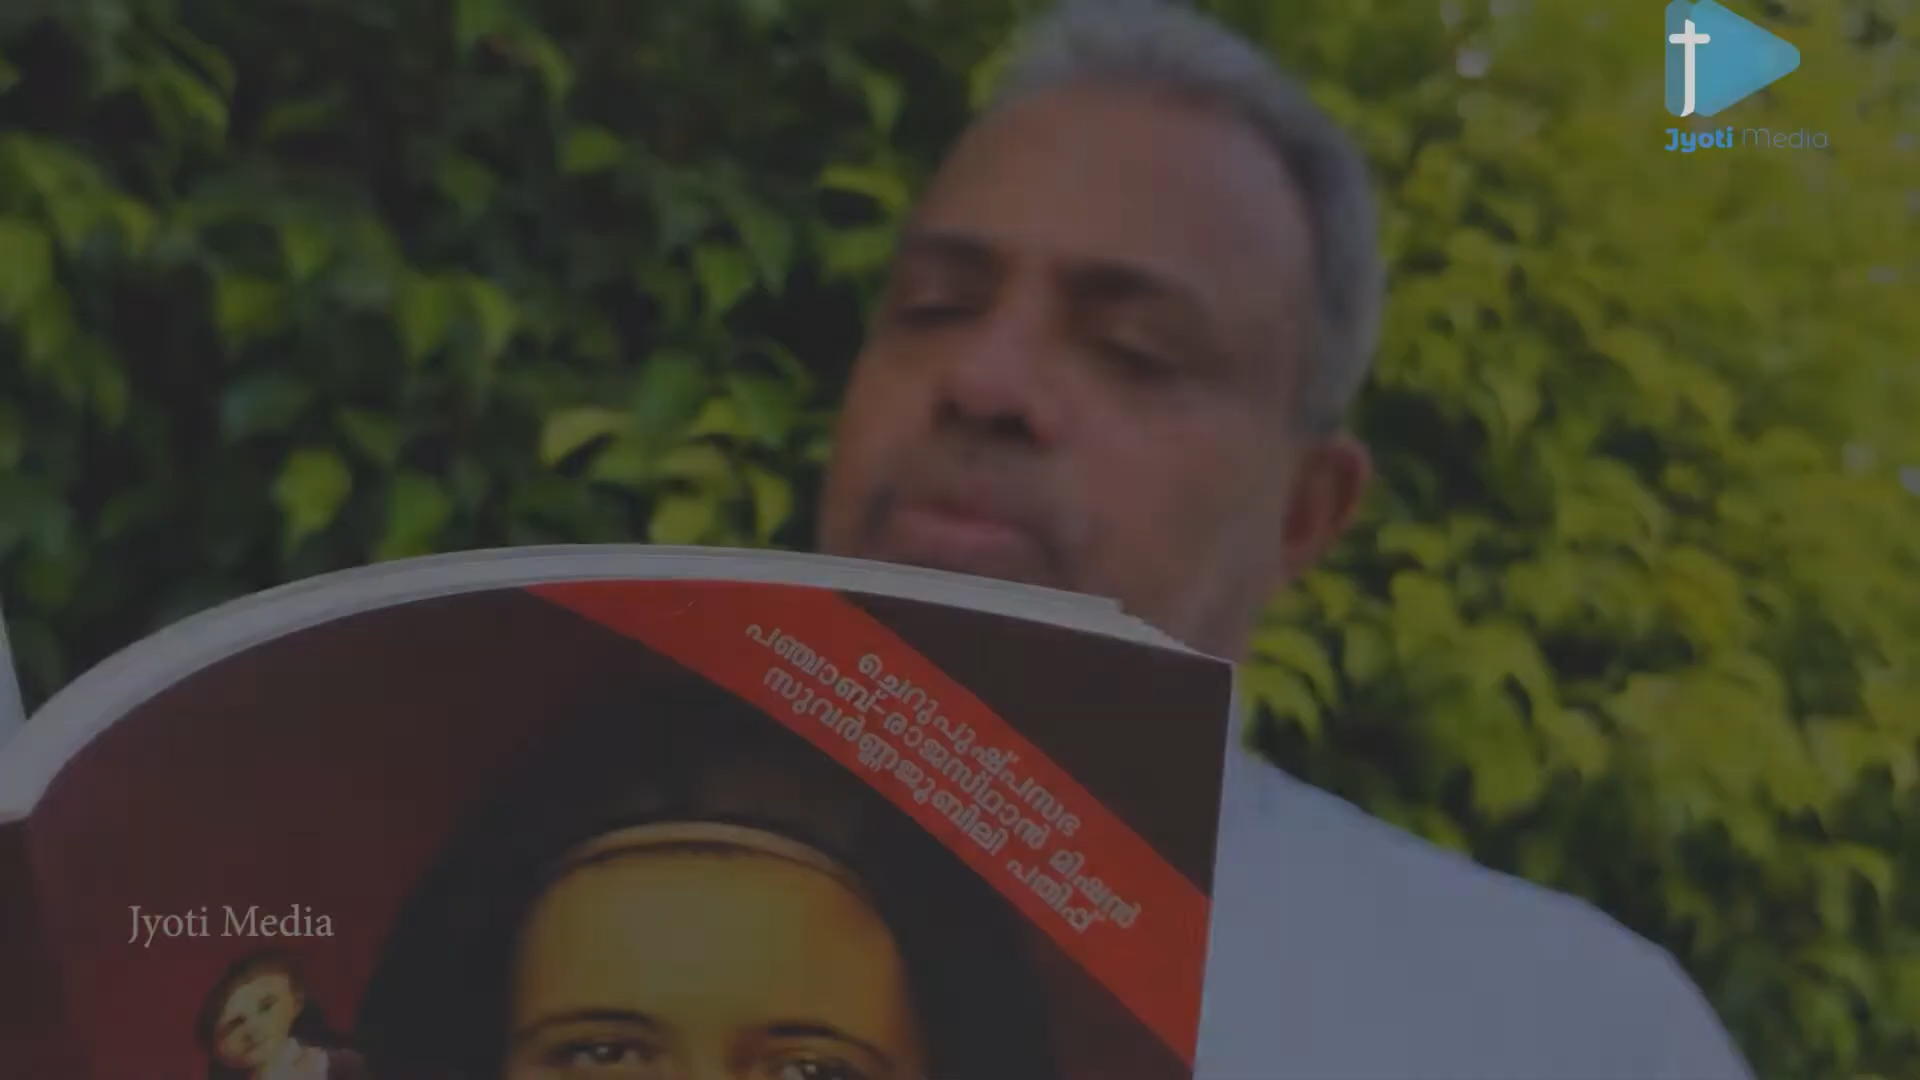 Jyoti Media
ചെറുപുഷ്പസഭ
പഞ്ചാബ്-രാജസ്ഥാൻ മിഷൻ
സുവർണ്ണജൂബിലി പതിപ്പ്
Jyoti Media